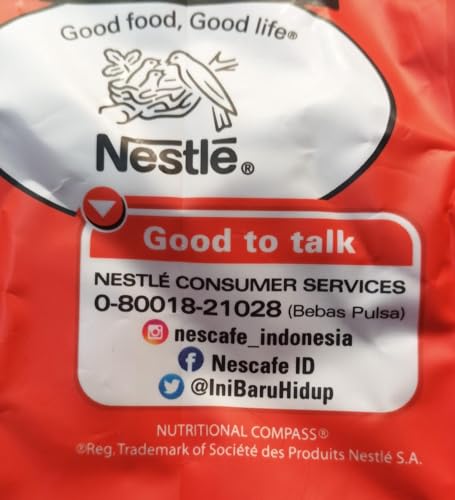 Good food, Good life®
Nestlé®
Good to talk
NESTLÉ CONSUMER SERVICES
0-80018-21028 (Bebas Pulsa)
nescafe_indonesia
Nescafe ID
@IniBaruHidup
NUTRITIONAL COMPASS®
®Reg. Trademark of Société des Produits Nestlé S.A.